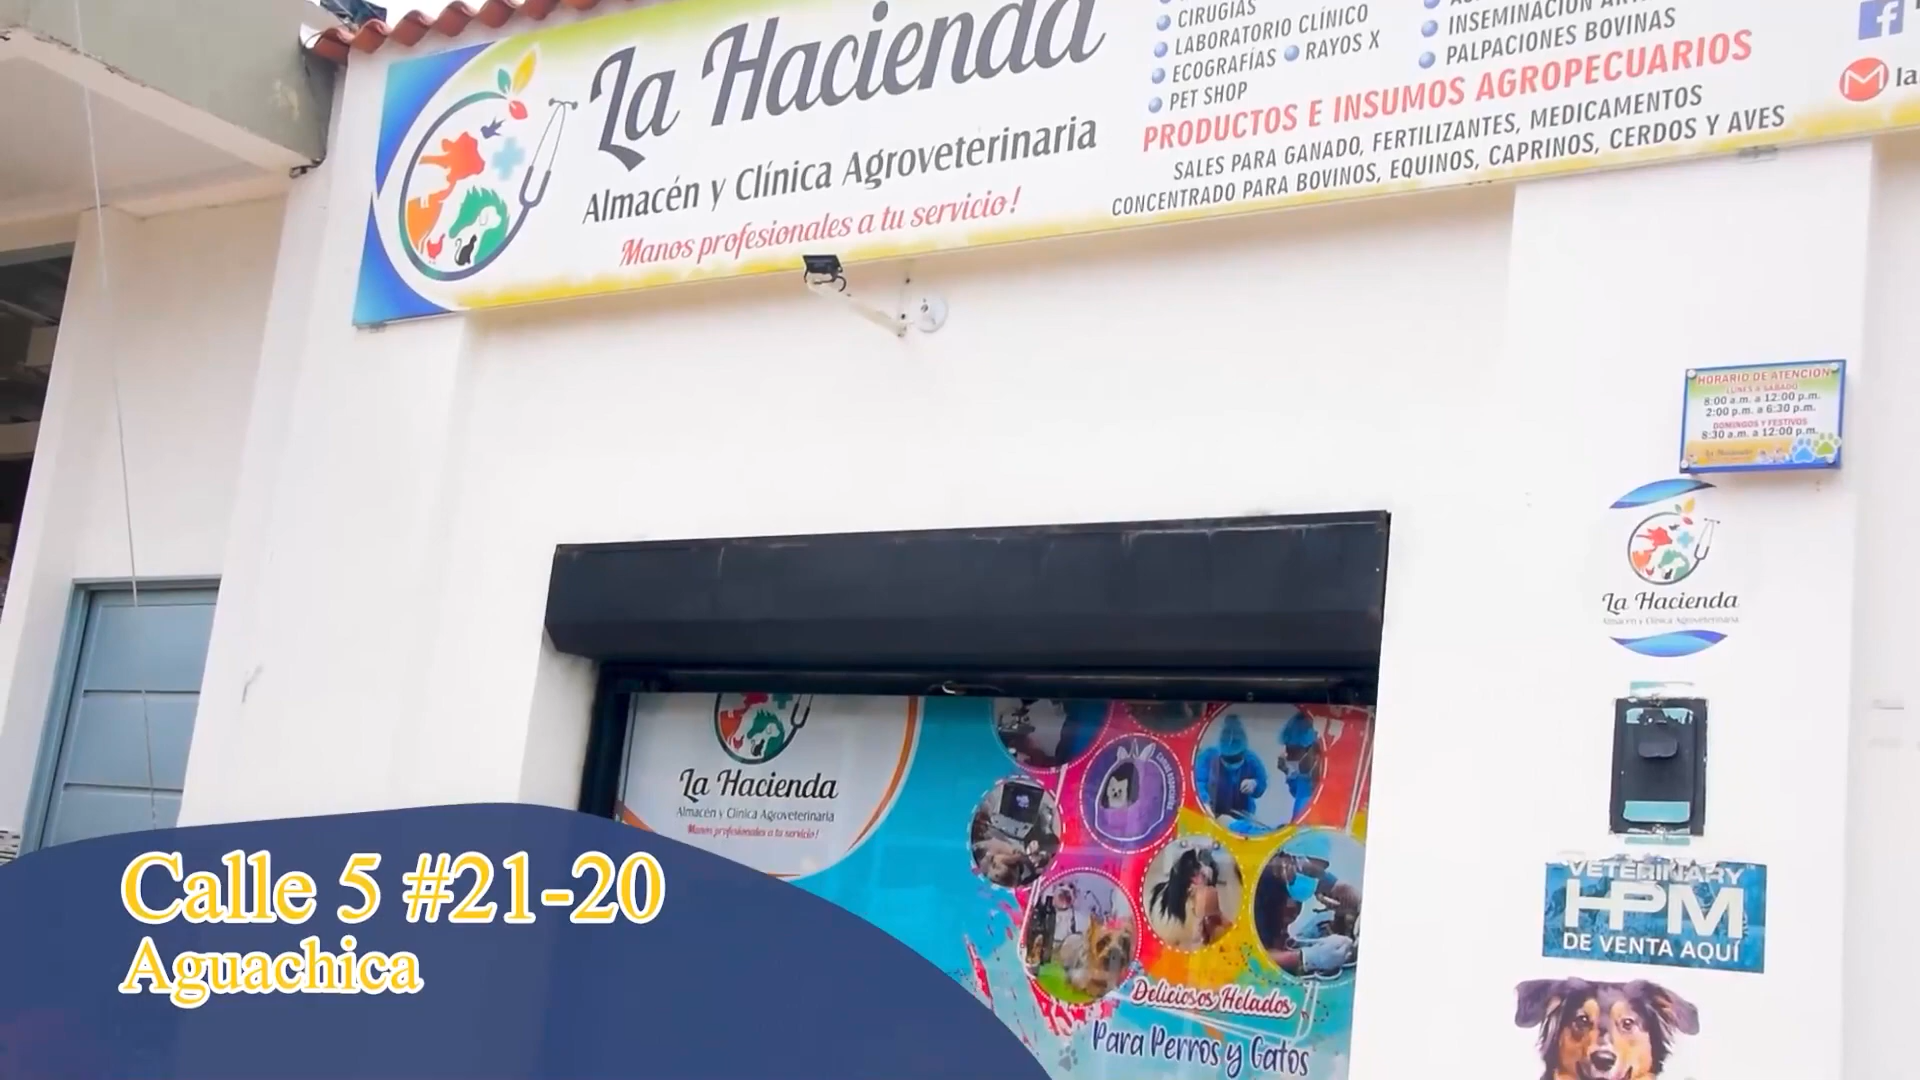 La Hacienda
Almacén y Clínica Agroveterinaria
Manos profesionales a tu servicio!
CIRUGÍAS
LABORATORIO CLÍNICO
ECOGRAFÍAS RAYOS X
PET SHOP
INSEMINACIÓN
PALPACIONES BOVINAS
PRODUCTOS E INSUMOS AGROPECUARIOS
SALES PARA GANADO, FERTILIZANTES, MEDICAMENTOS
CONCENTRADO PARA BOVINOS, EQUINOS, CAPRINOS, CERDOS Y AVES
la
HORARIO DE ATENCIÓN
LUNES A SÁBADO
8:00 a.m. a 12:00 p.m.
2:00 p.m. a 6:30 p.m.
DOMINGOS Y FESTIVOS
8:30 a.m. a 12:00 p.m.
La Hacienda
La Hacienda
Almacén y Clínica Agroveterinaria
La Hacienda
Almacén y Clínica Agroveterinaria
Manos profesionales a tu servicio!
Deliciosos Helados
Para Perros y Gatos
VETERINARY
HPM
DE VENTA AQUÍ
Calle 5 #21-20
Aguachica